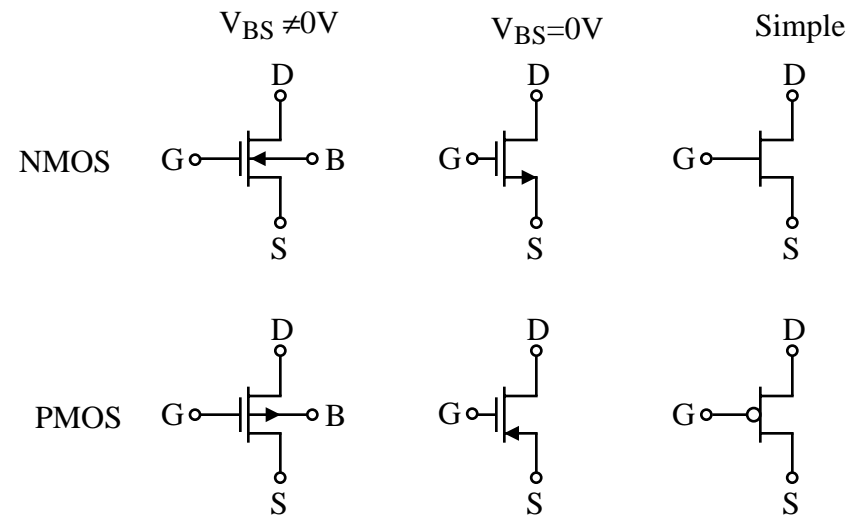 V_BS ≠0V V_BS=0V Simple
D D D
NMOS G B G G
S S S
D D D
PMOS G B G G
S S S